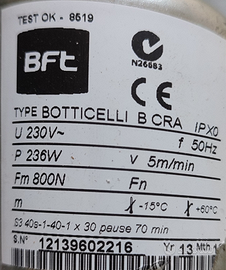 TEST OK - 8519
BFt
N26683
CE
TYPE BOTTICELLI B CRA IPX0
U 230V~ f 50Hz
P 236W v 5m/min
Fm 800N Fn
m -15°C +60°C
S3 40s-1-40-1 x 30 pause 70 min
S.N° 12139602216 Yr 13 Mth 1